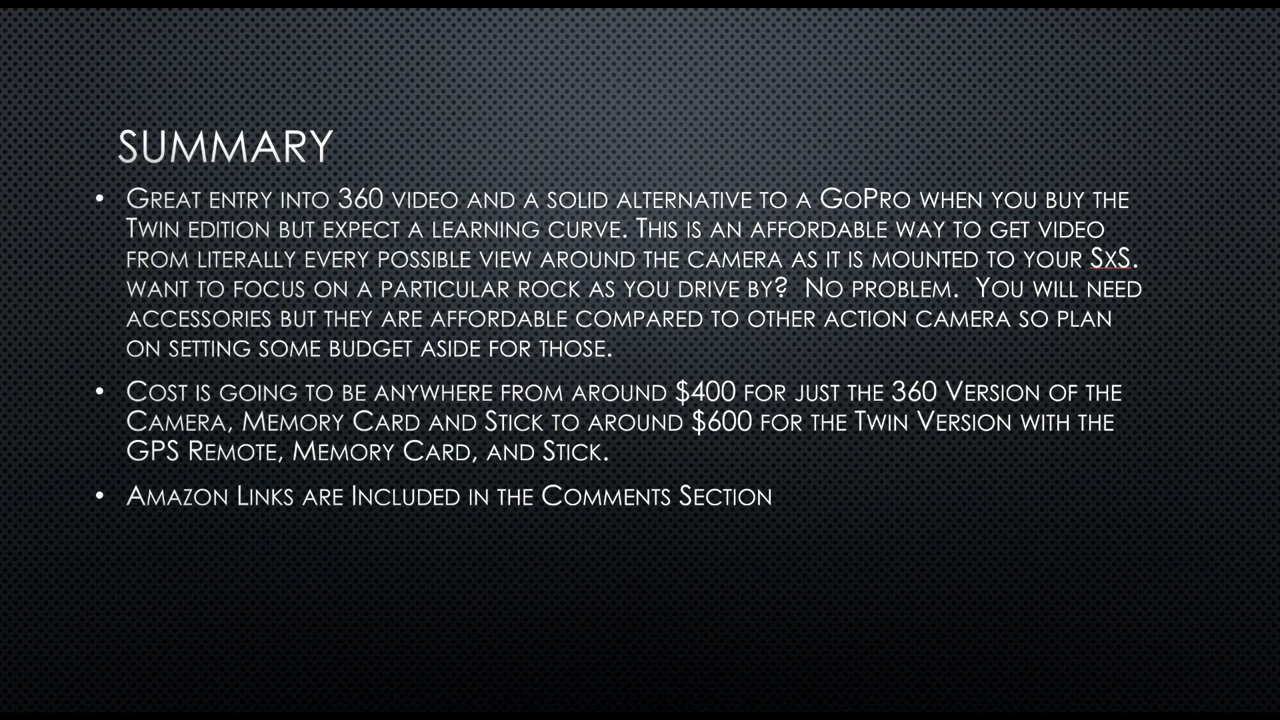 SUMMARY
• Great entry into 360 video and a solid alternative to a GoPro when you buy the
Twin edition but expect a learning curve. This is an affordable way to get video
from literally every possible view around the camera as it is mounted to your SxS.
want to focus on a particular rock as you drive by?  No problem.  You will need
accessories but they are affordable compared to other action camera so plan
on setting some budget aside for those.
• Cost is going to be anywhere from around $400 for just the 360 Version of the
Camera, Memory Card and Stick to around $600 for the Twin Version with the
GPS Remote, Memory Card, and Stick.
• Amazon Links are Included in the Comments Section